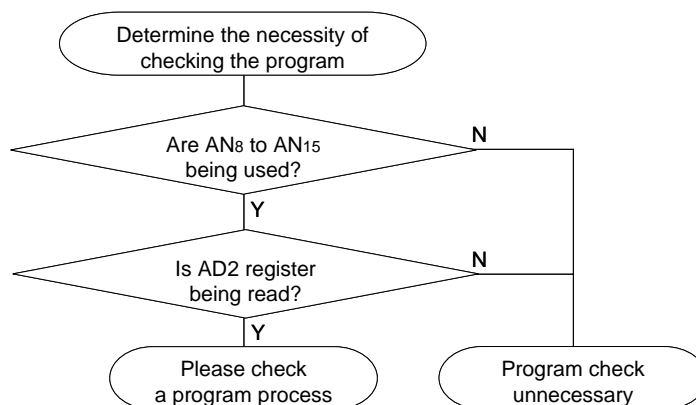 Determine the necessity of
checking the program
Are AN8 to AN15
being used?
N
Y
Is AD2 register
being read?
N
Y
Please check
a program process
Program check
unnecessary